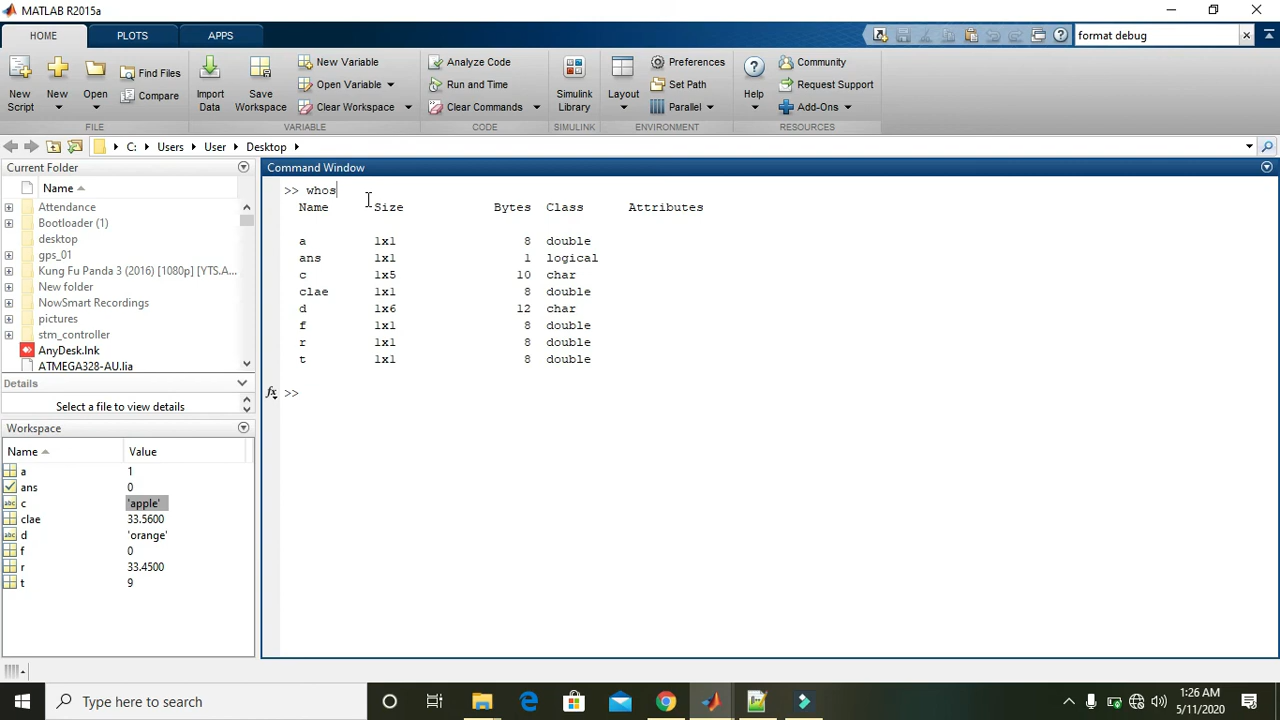 MATLAB R2015a
HOME PLOTS APPS
format debug
New Script
New
Open
Find Files
Compare
FILE
Import Data
Save Workspace
New Variable
Open Variable
Clear Workspace
VARIABLE
Analyze Code
Run and Time
Clear Commands
CODE
Simulink Library
SIMULINK
Layout
Preferences
Set Path
Parallel
ENVIRONMENT
Help
Community
Request Support
Add-Ons
RESOURCES
C: Users User Desktop
Current Folder
Name
Attendance
Bootloader (1)
desktop
gps_01
Kung Fu Panda 3 (2016) [1080p] [YTS.A...
New folder
NowSmart Recordings
pictures
stm_controller
AnyDesk.lnk
ATMEGA328-AU.lia
Details
Select a file to view details
Workspace
Name Value
a 1
ans 0
c 'apple'
clae 33.5600
d 'orange'
f 0
r 33.4500
t 9
Command Window
>> whos
Name Size Bytes Class Attributes
a 1x1 8 double
ans 1x1 1 logical
c 1x5 10 char
clae 1x1 8 double
d 1x6 12 char
f 1x1 8 double
r 1x1 8 double
t 1x1 8 double
fx >>
Type here to search
1:26 AM
5/11/2020